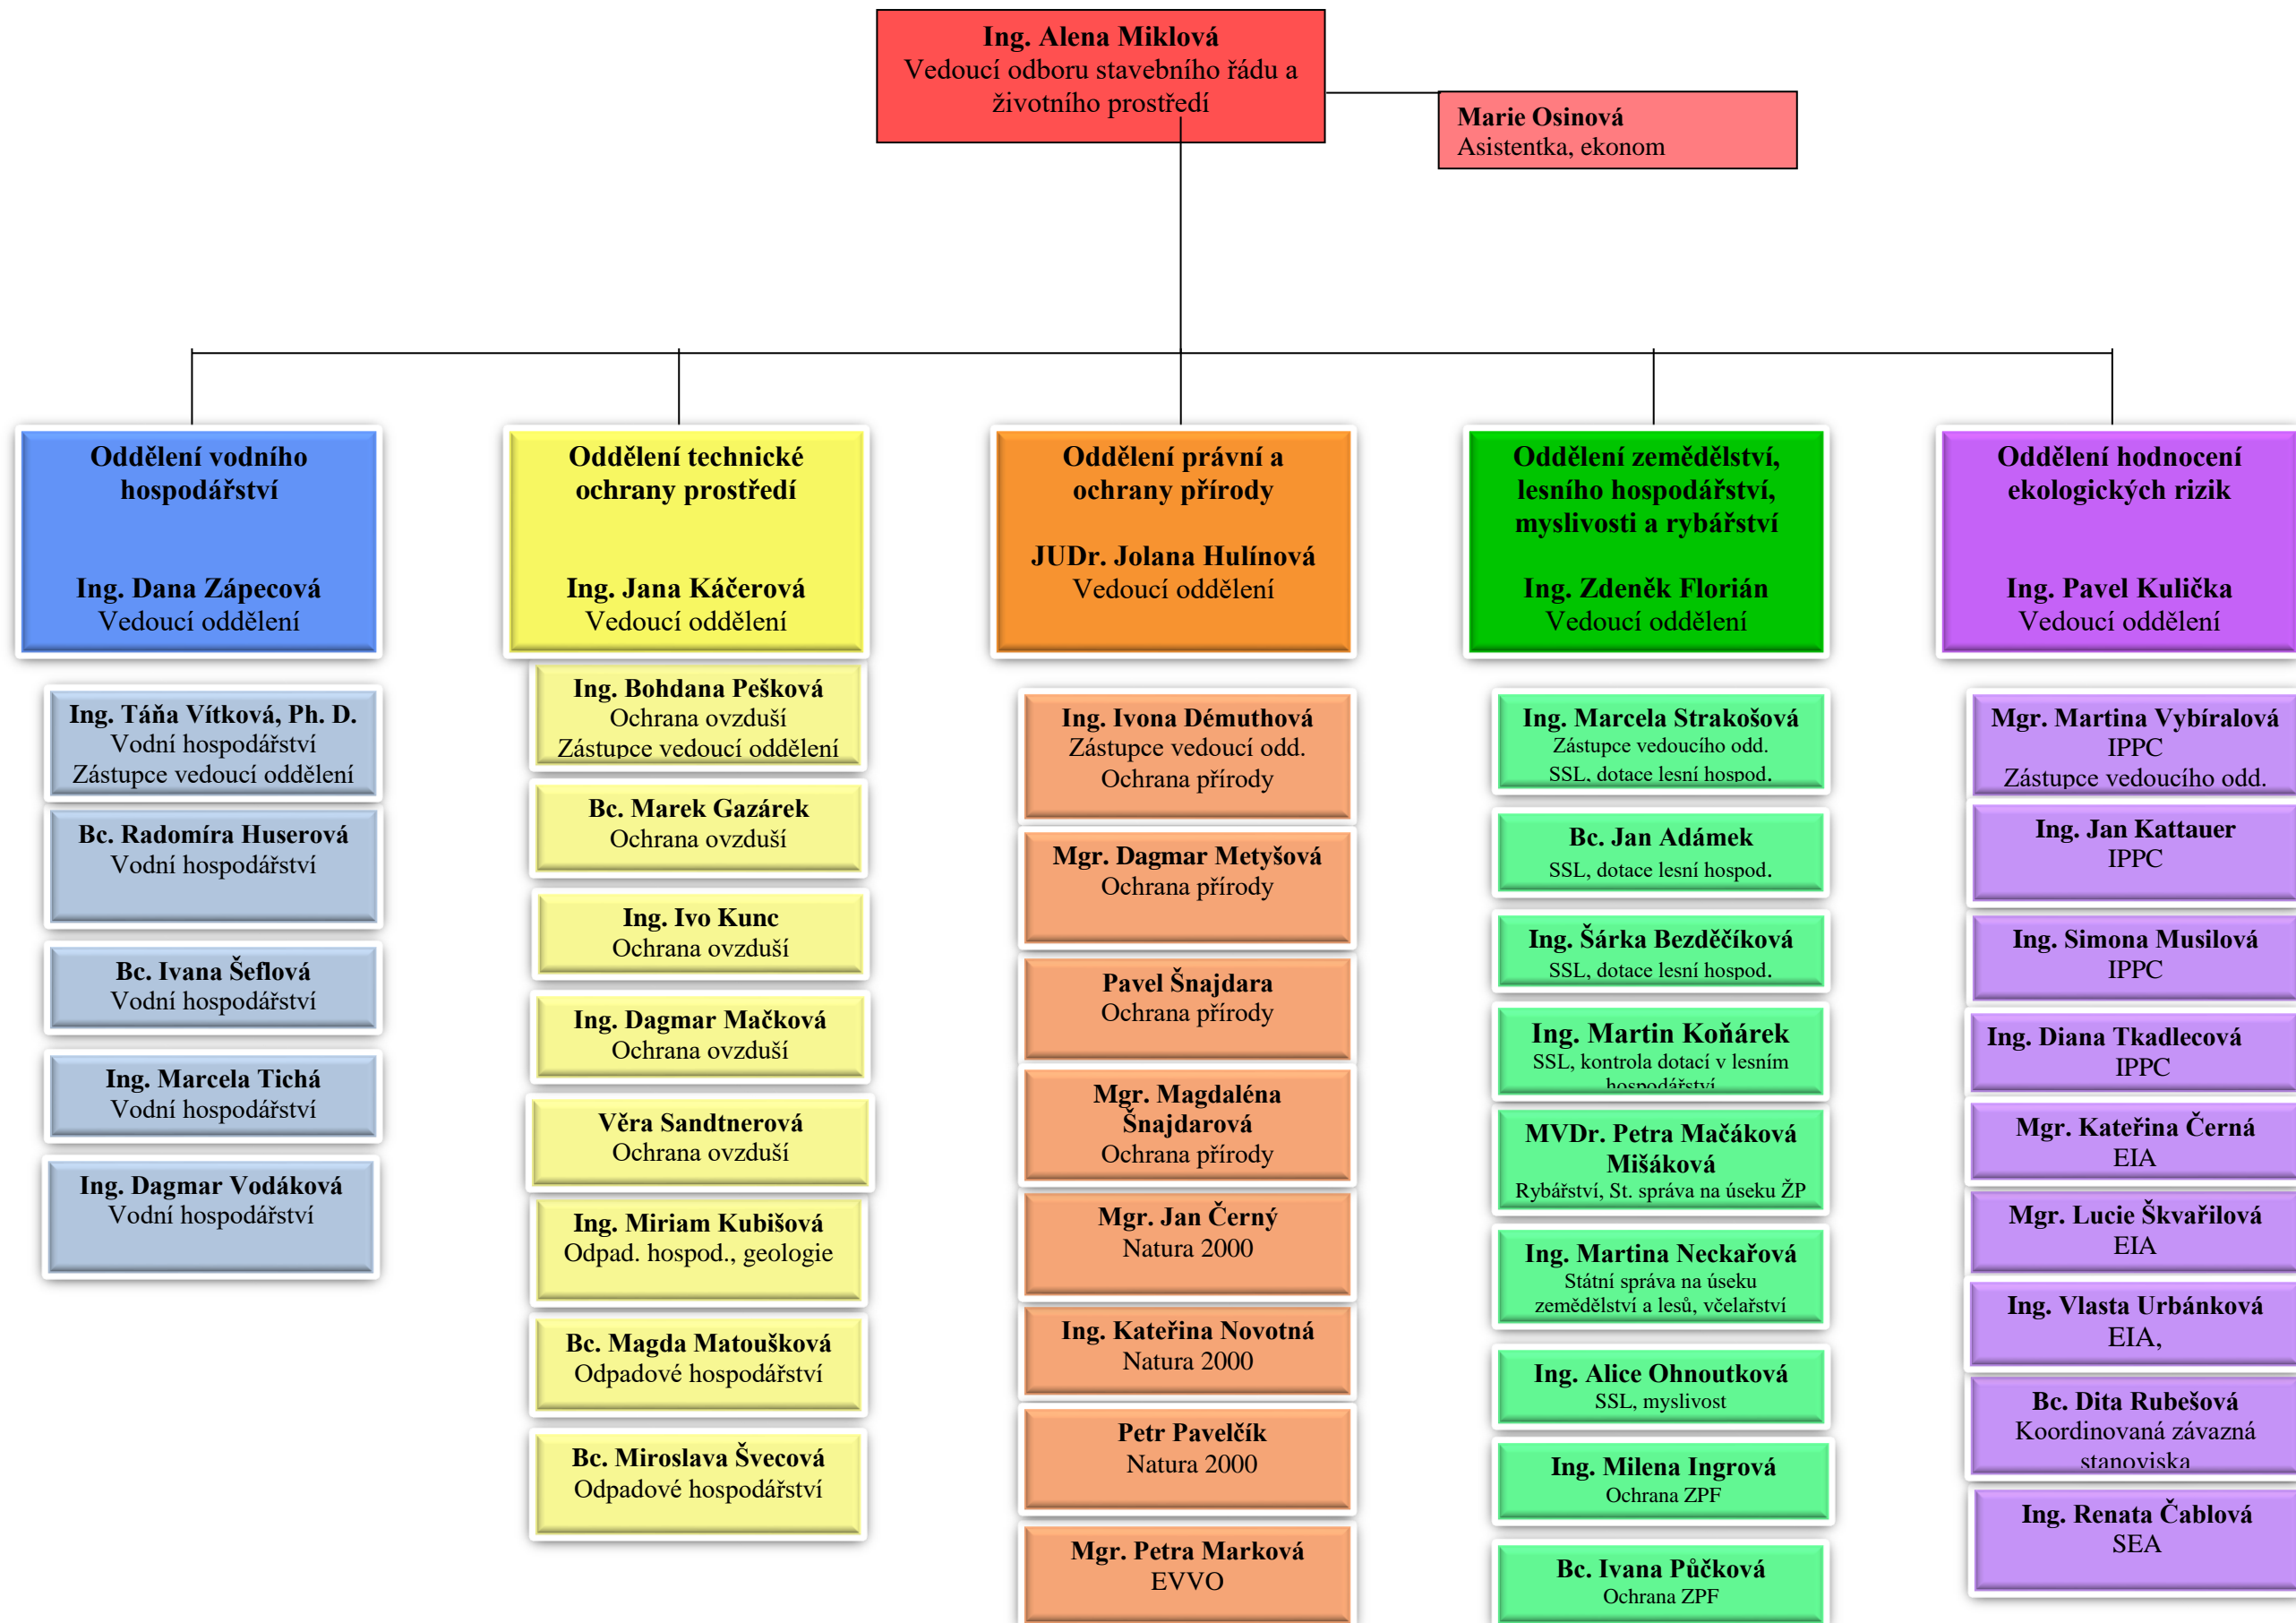 Ing. Alena Miklová
Vedoucí odboru stavebního řádu a
životního prostředí
Marie Osinová
Asistentka, ekonom
Oddělení vodního
hospodářství
Ing. Dana Zápecová
Vedoucí oddělení
Ing. Táňa Vítková, Ph. D.
Vodní hospodářství
Zástupce vedoucí oddělení
Bc. Radomíra Huserová
Vodní hospodářství
Bc. Ivana Šeflová
Vodní hospodářství
Ing. Marcela Tichá
Vodní hospodářství
Ing. Dagmar Vodáková
Vodní hospodářství
Oddělení technické
ochrany prostředí
Ing. Jana Káčerová
Vedoucí oddělení
Ing. Bohdana Pešková
Ochrana ovzduší
Zástupce vedoucí oddělení
Bc. Marek Gazárek
Ochrana ovzduší
Ing. Ivo Kunc
Ochrana ovzduší
Ing. Dagmar Mačková
Ochrana ovzduší
Věra Sandtnerová
Ochrana ovzduší
Ing. Miriam Kubišová
Odpad. hospod., geologie
Bc. Magda Matoušková
Odpadové hospodářství
Bc. Miroslava Švecová
Odpadové hospodářství
Oddělení právní a
ochrany přírody
JUDr. Jolana Hulínová
Vedoucí oddělení
Ing. Ivona Démuthová
Zástupce vedoucí odd.
Ochrana přírody
Mgr. Dagmar Metyšová
Ochrana přírody
Pavel Šnajdara
Ochrana přírody
Mgr. Magdaléna
Šnajdarová
Ochrana přírody
Mgr. Jan Černý
Natura 2000
Ing. Kateřina Novotná
Natura 2000
Petr Pavelčík
Natura 2000
Mgr. Petra Marková
EVVO
Oddělení zemědělství,
lesního hospodářství,
myslivosti a rybářství
Ing. Zdeněk Florián
Vedoucí oddělení
Ing. Marcela Strakošová
Zástupce vedoucího odd.
SSL, dotace lesní hospod.
Bc. Jan Adámek
SSL, dotace lesní hospod.
Ing. Šárka Bezděčíková
SSL, dotace lesní hospod.
Ing. Martin Koňárek
SSL, kontrola dotací v lesním
hospodářství
MVDr. Petra Mačáková
Mišáková
Rybářství, St. správa na úseku ŽP
Ing. Martina Neckařová
Státní správa na úseku
zemědělství a lesů, včelařství
Ing. Alice Ohnoutková
SSL, myslivost
Ing. Milena Ingrová
Ochrana ZPF
Bc. Ivana Půčková
Ochrana ZPF
Oddělení hodnocení
ekologických rizik
Ing. Pavel Kulička
Vedoucí oddělení
Mgr. Martina Vybíralová
IPPC
Zástupce vedoucího odd.
Ing. Jan Kattauer
IPPC
Ing. Simona Musilová
IPPC
Ing. Diana Tkadlecová
IPPC
Mgr. Kateřina Černá
EIA
Mgr. Lucie Škvařilová
EIA
Ing. Vlasta Urbánková
EIA,
Bc. Dita Rubešová
Koordinovaná závazná
stanoviska
Ing. Renata Čablová
SEA